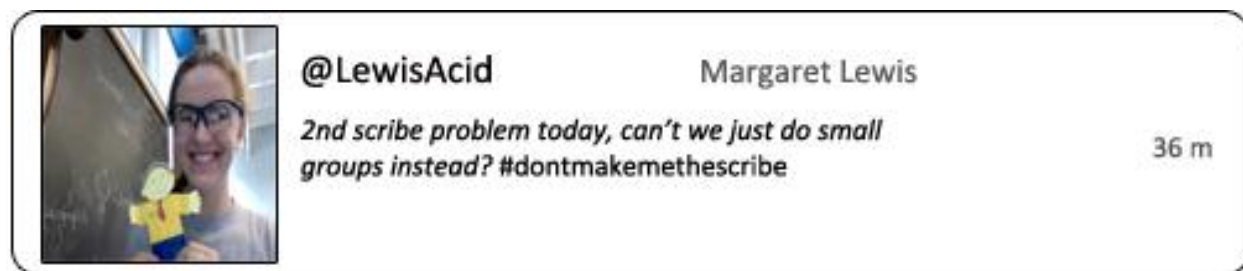 @LewisAcid Margaret Lewis
2nd scribe problem today, can't we just do small
groups instead? #dontmakemethescribe
36 m